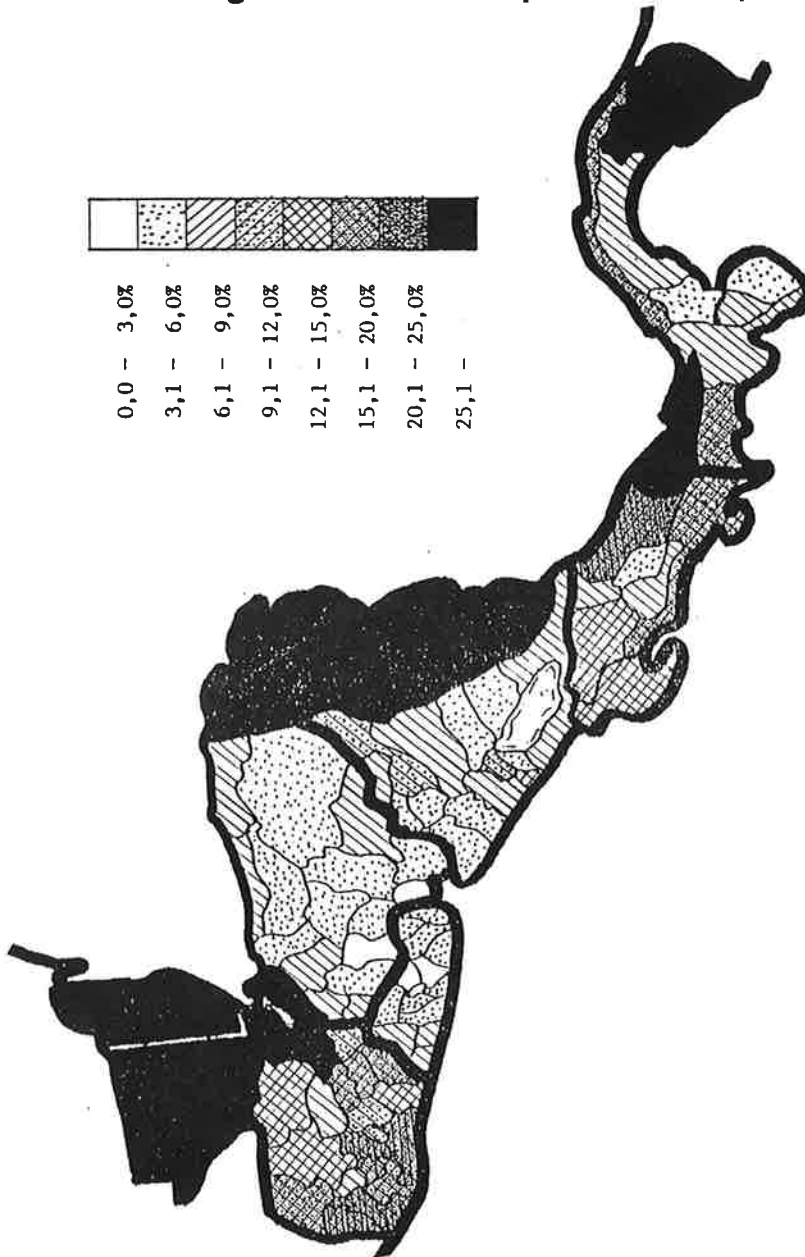 0,0 - 3,0%
3,1 - 6,0%
6,1 - 9,0%
9,1 - 12,0%
12,1 - 15,0%
15,1 - 20,0%
20,1 - 25,0%
25,1 -